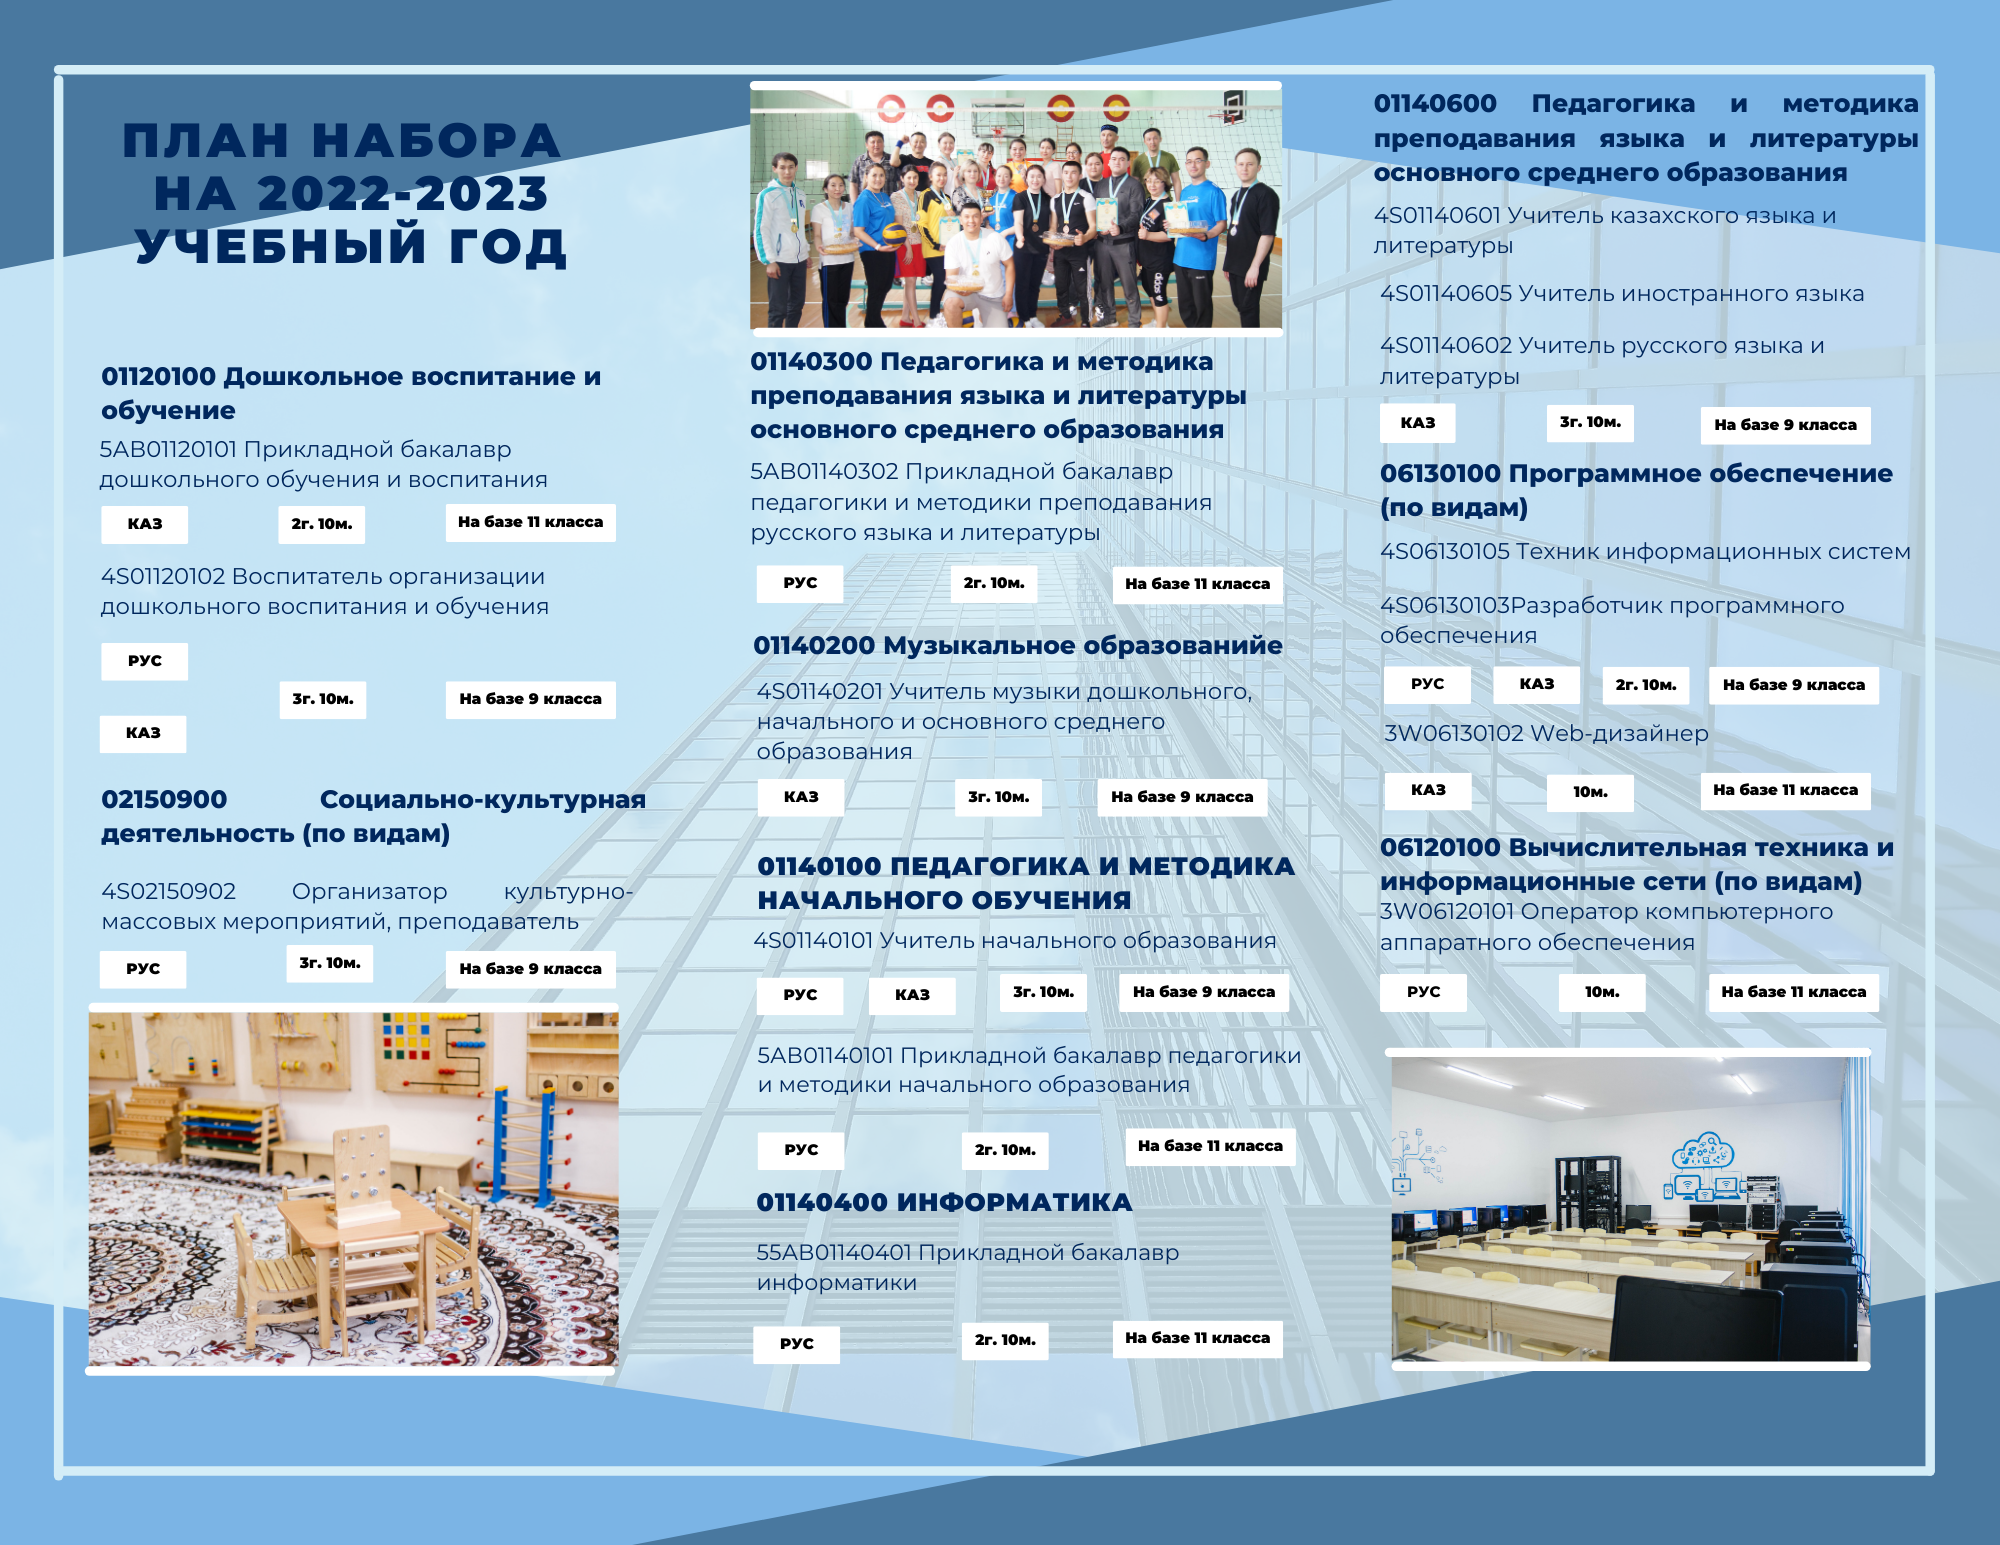 ПЛАН НАБОРА
НА 2022-2023
УЧЕБНЫЙ ГОД
01120100 Дошкольное воспитание и
обучение
5АВ01120101 Прикладной бакалавр
дошкольного обучения и воспитания
КАЗ 2г. 10м. На базе 11 класса
4S01120102 Воспитатель организации
дошкольного воспитания и обучения
РУС
3г. 10м. На базе 9 класса
КАЗ
02150900 Социально-культурная
деятельность (по видам)
4S02150902 Организатор культурно-
массовых мероприятий, преподаватель
РУС 3г. 10м. На базе 9 класса
01140300 Педагогика и методика
преподавания языка и литературы
основного среднего образования
5АВ01140302 Прикладной бакалавр
педагогики и методики преподавания
русского языка и литературы
РУС 2г. 10м. На базе 11 класса
01140200 Музыкальное образованийе
4S01140201 Учитель музыки дошкольного,
начального и основного среднего
образования
КАЗ 3г. 10м. На базе 9 класса
01140100 ПЕДАГОГИКА И МЕТОДИКА
НАЧАЛЬНОГО ОБУЧЕНИЯ
4S01140101 Учитель начального образования
РУС КАЗ 3г. 10м. На базе 9 класса
5АВ01140101 Прикладной бакалавр педагогики
и методики начального образования
РУС 2г. 10м. На базе 11 класса
01140400 ИНФОРМАТИКА
55АВ01140401 Прикладной бакалавр
информатики
РУС 2г. 10м. На базе 11 класса
01140600 Педагогика и методика
преподавания языка и литературы
основного среднего образования
4S01140601 Учитель казахского языка и
литературы
4S01140605 Учитель иностранного языка
4S01140602 Учитель русского языка и
литературы
КАЗ 3г. 10м. На базе 9 класса
06130100 Программное обеспечение
(по видам)
4S06130105 Техник информационных систем
4S06130103Разработчик программного
обеспечения
РУС КАЗ 2г. 10м. На базе 9 класса
3W06130102 Web-дизайнер
КАЗ 10м. На базе 11 класса
06120100 Вычислительная техника и
информационные сети (по видам)
3W06120101 Оператор компьютерного
аппаратного обеспечения
РУС 10м. На базе 11 класса